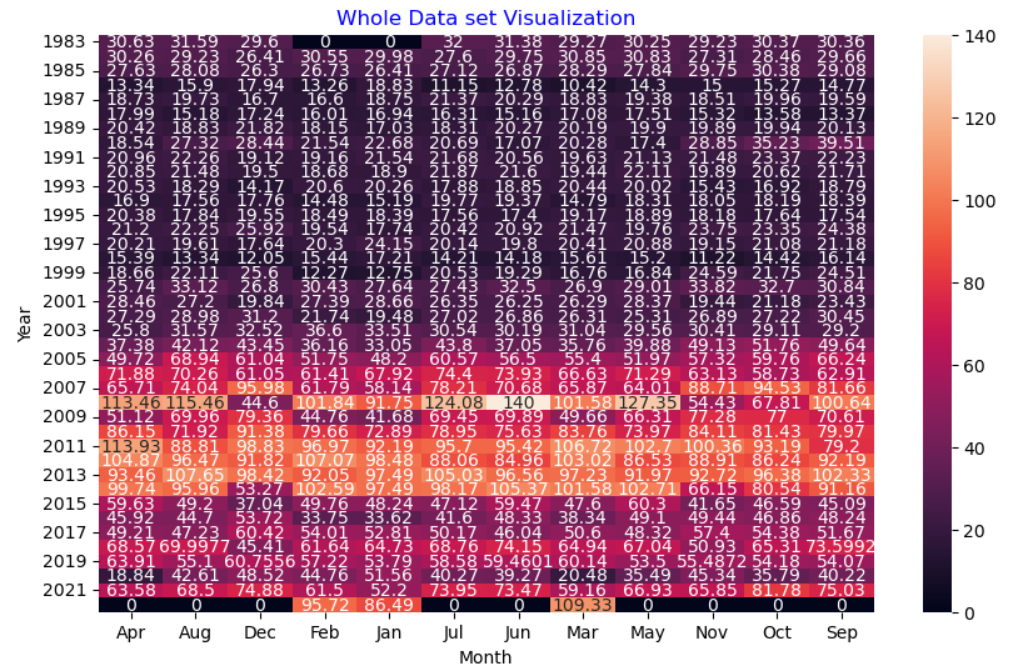 Whole Data set Visualization
1983 30.63 31.59 29.6 0 0 32 31.38 29.27 30.25 29.23 30.37 30.36
30.26 29.23 26.41 30.55 29.98 27.6 26.75 30.85 30.83 27.31 28.46 29.66
1985 27.63 28.08 26.3 26.73 26.41 27.12 26.87 28.29 27.84 29.75 30.38 29.08
13.34 15.9 17.94 13.26 18.83 11.15 12.78 10.42 14.3 15 15.27 14.77
1987 18.73 19.73 16.7 16.6 18.75 21.37 20.29 18.83 19.38 18.51 19.96 19.59
17.99 15.18 17.24 16.01 16.94 16.31 15.16 17.08 17.51 15.32 13.58 13.37
1989 20.42 18.83 21.82 18.15 17.03 18.31 20.27 20.19 19.9 19.89 19.94 20.13
18.54 27.32 28.44 21.54 22.68 20.69 17.07 20.28 17.4 28.85 35.23 39.51
1991 20.96 22.26 19.12 19.16 21.54 21.68 20.56 19.63 21.13 21.48 23.37 22.23
20.85 21.48 19.5 18.68 18.9 21.87 21.6 19.44 22.11 19.89 20.62 21.71
1993 20.53 18.29 14.17 20.6 20.26 17.88 18.85 20.44 20.02 15.43 16.92 18.79
16.9 17.56 17.76 14.48 15.19 19.77 19.37 14.79 18.31 18.05 18.19 18.39
1995 20.38 17.84 19.55 18.49 18.39 17.56 17.4 19.17 18.89 18.18 17.64 17.54
21.2 22.25 25.92 19.54 17.74 20.42 20.92 21.47 19.76 23.75 23.35 24.38
1997 20.21 19.61 17.64 20.3 24.15 20.14 19.8 20.41 20.88 19.15 21.08 21.18
15.39 13.34 12.05 15.44 17.21 14.21 14.18 15.61 15.2 11.22 14.42 16.14
1999 18.66 22.11 25.6 12.27 12.75 20.53 19.29 16.76 16.84 24.59 21.75 24.51
25.74 33.12 26.8 30.43 27.64 27.43 32.5 26.9 29.01 33.82 32.7 30.84
2001 28.46 27.2 19.84 27.39 28.66 26.35 26.25 26.29 28.37 19.44 21.18 23.43
27.29 28.98 31.2 21.74 19.48 27.02 28.86 26.31 25.31 26.89 27.22 30.45
2003 25.8 31.57 32.52 36.6 33.51 30.54 30.19 31.04 29.56 30.41 29.11 29.2
37.38 42.12 43.45 36.16 33.05 43.8 37.05 35.76 39.88 49.13 51.76 49.64
2005 49.72 68.94 61.04 51.75 48.2 60.57 56.5 55.4 51.97 57.32 59.76 66.24
71.88 70.26 61.05 61.41 67.92 74.4 73.93 66.63 71.29 63.13 58.73 62.91
2007 65.71 74.04 95.98 61.79 58.14 78.21 70.68 65.87 64.01 88.71 94.53 81.66
113.46 115.46 44.6 101.84 91.75 124.08 140 101.58 127.35 54.43 67.81 100.64
2009 51.12 69.96 79.36 44.76 41.68 69.45 69.89 49.66 58.1 77.28 77 70.61
86.15 71.92 91.38 79.66 72.89 78.95 75.63 83.76 73.97 84.11 81.43 79.97
2011 113.93 88.81 98.83 96.97 92.19 95.7 95.42 106.72 102.7 100.36 93.19 79.2
104.87 96.47 91.82 107.07 98.48 88.06 84.96 103.02 86.53 88.91 86.24 92.19
2013 93.46 107.65 98.42 92.05 97.49 105.03 96.56 97.23 91.97 92.72 96.38 102.33
99.74 95.96 53.27 102.59 97.49 98.17 105.37 101.58 102.71 66.15 80.54 91.16
2015 59.63 49.2 37.04 49.76 48.24 47.12 59.47 47.6 60.3 41.65 46.59 45.09
45.92 44.7 53.72 33.75 33.62 41.6 48.33 38.34 49.1 49.44 46.86 48.24
2017 49.21 47.23 60.42 54.01 52.81 50.17 46.04 50.6 48.32 57.4 54.38 51.67
68.57 69.9977 45.41 61.64 64.73 68.76 74.15 64.94 67.04 50.93 65.31 73.5992
2019 63.91 55.1 60.7556 57.22 53.79 58.58 59.4601 60.14 53.5 55.4872 54.18 54.07
18.84 42.61 48.52 44.76 51.56 40.27 39.27 20.48 35.49 45.34 35.79 40.22
2021 63.58 68.5 74.88 61.5 52.2 73.95 73.47 59.16 66.93 65.85 81.78 75.03
0 0 0 95.72 86.49 0 0 109.33 0 0 0 0
Apr Aug Dec Feb Jan Jul Jun Mar May Nov Oct Sep
Month
Year
140
120
100
80
60
40
20
0